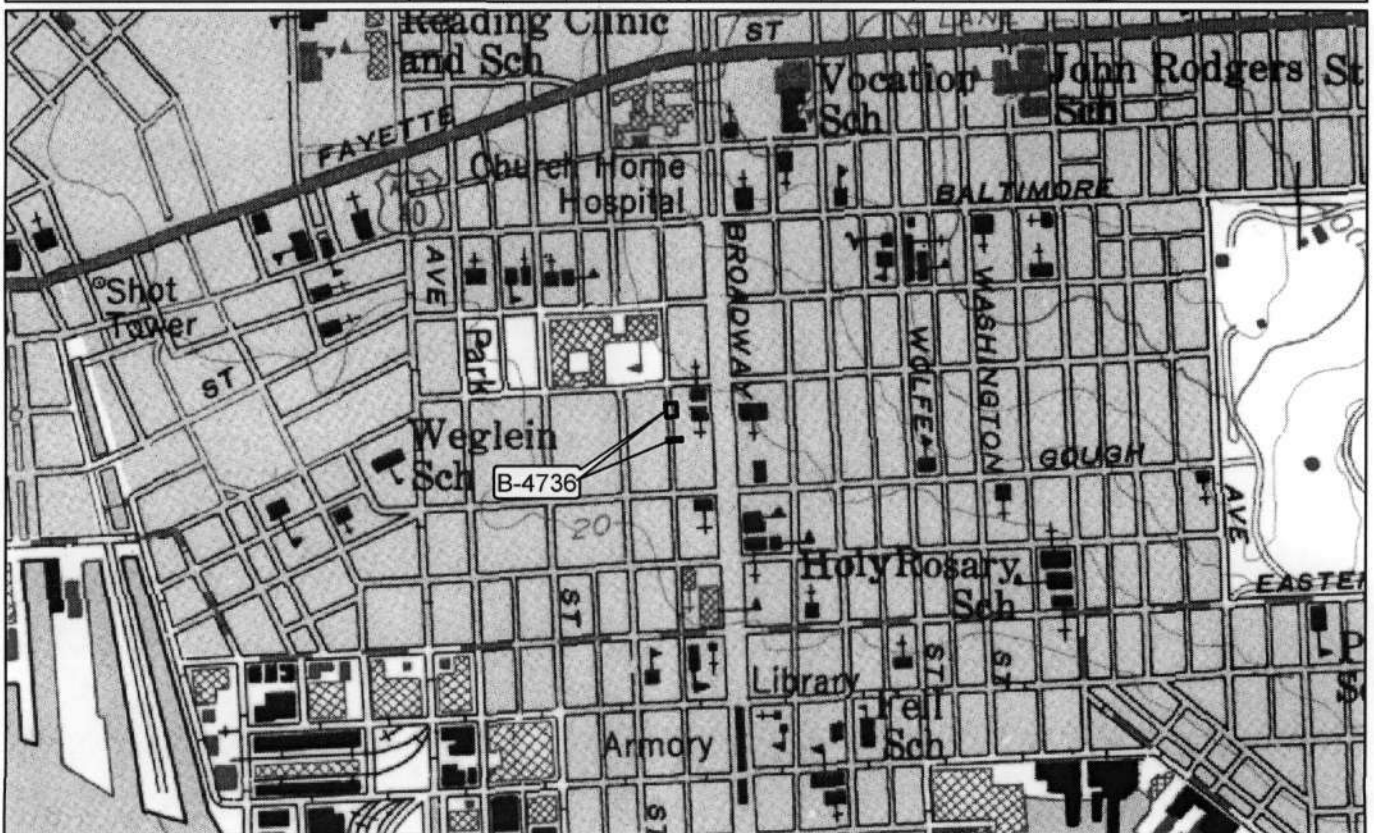 Reading Clinic
and Sch
ST
A LANE
Vocation
Sch
John Rodgers St
Sch
FAYETTE
40
Church Home
Hospital
BALTIMORE
Shot
Tower
AVE
BROADWAY
WOLFE
WASHINGTON
Park
ST
Weglein
Sch
B-4736
GOUGH
AVE
20
Holy Rosary
Sch
EASTER
ST
ST
ST
Library
Fell
Sch
Armory
P
ST